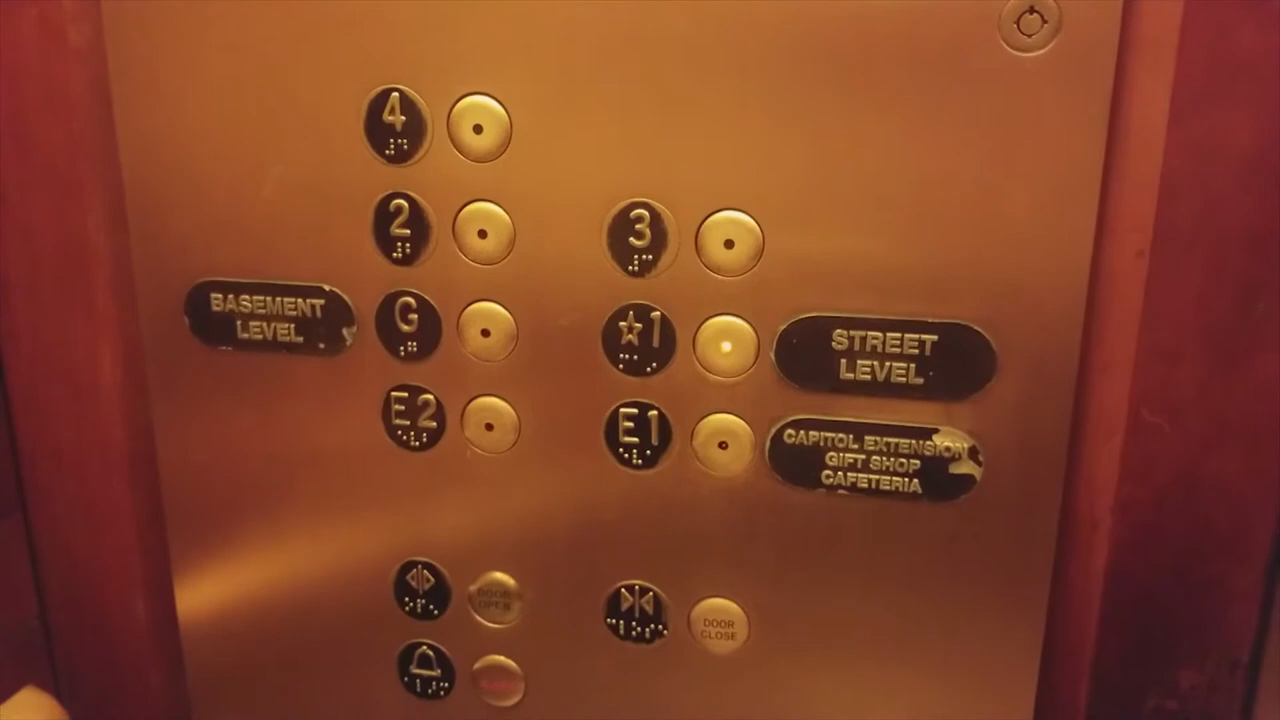 4
2
3
BASEMENT
LEVEL
G
☆1
STREET
LEVEL
E2
E1
CAPITOL EXTENSION
GIFT SHOP
CAFETERIA
DOOR
OPEN
DOOR
CLOSE